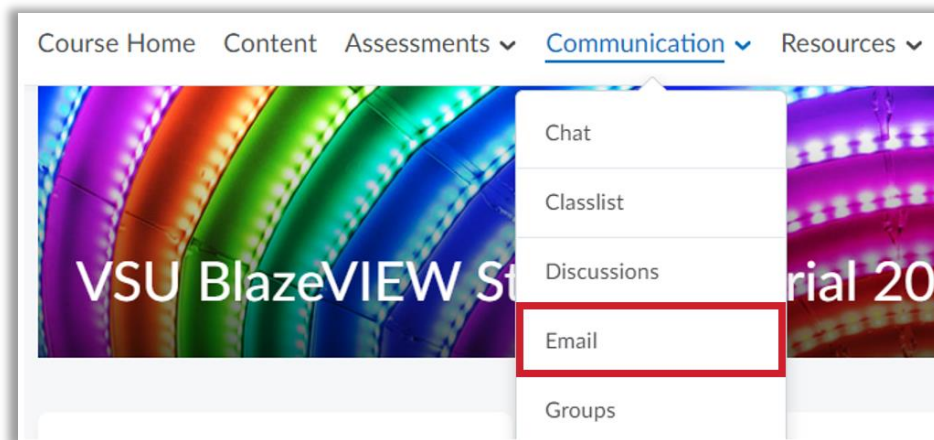 Course Home Content Assessments Communication Resources
Chat
Classlist
Discussions
Email
Groups
VSU BlazeVIEW St rial 20